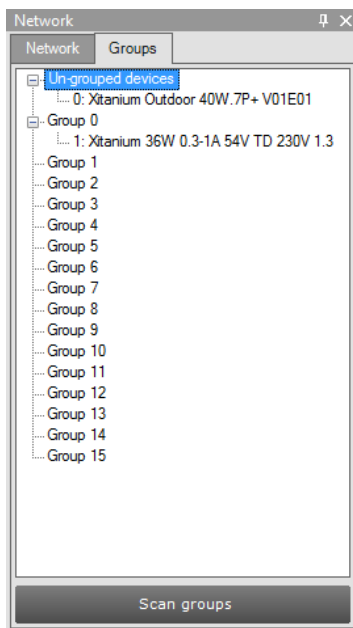 Network
Network Groups
Un-grouped devices
0: Xitanium Outdoor 40W.7P+ V01E01
Group 0
1: Xitanium 36W 0.3-1A 54V TD 230V 1.3
Group 1
Group 2
Group 3
Group 4
Group 5
Group 6
Group 7
Group 8
Group 9
Group 10
Group 11
Group 12
Group 13
Group 14
Group 15
Scan groups